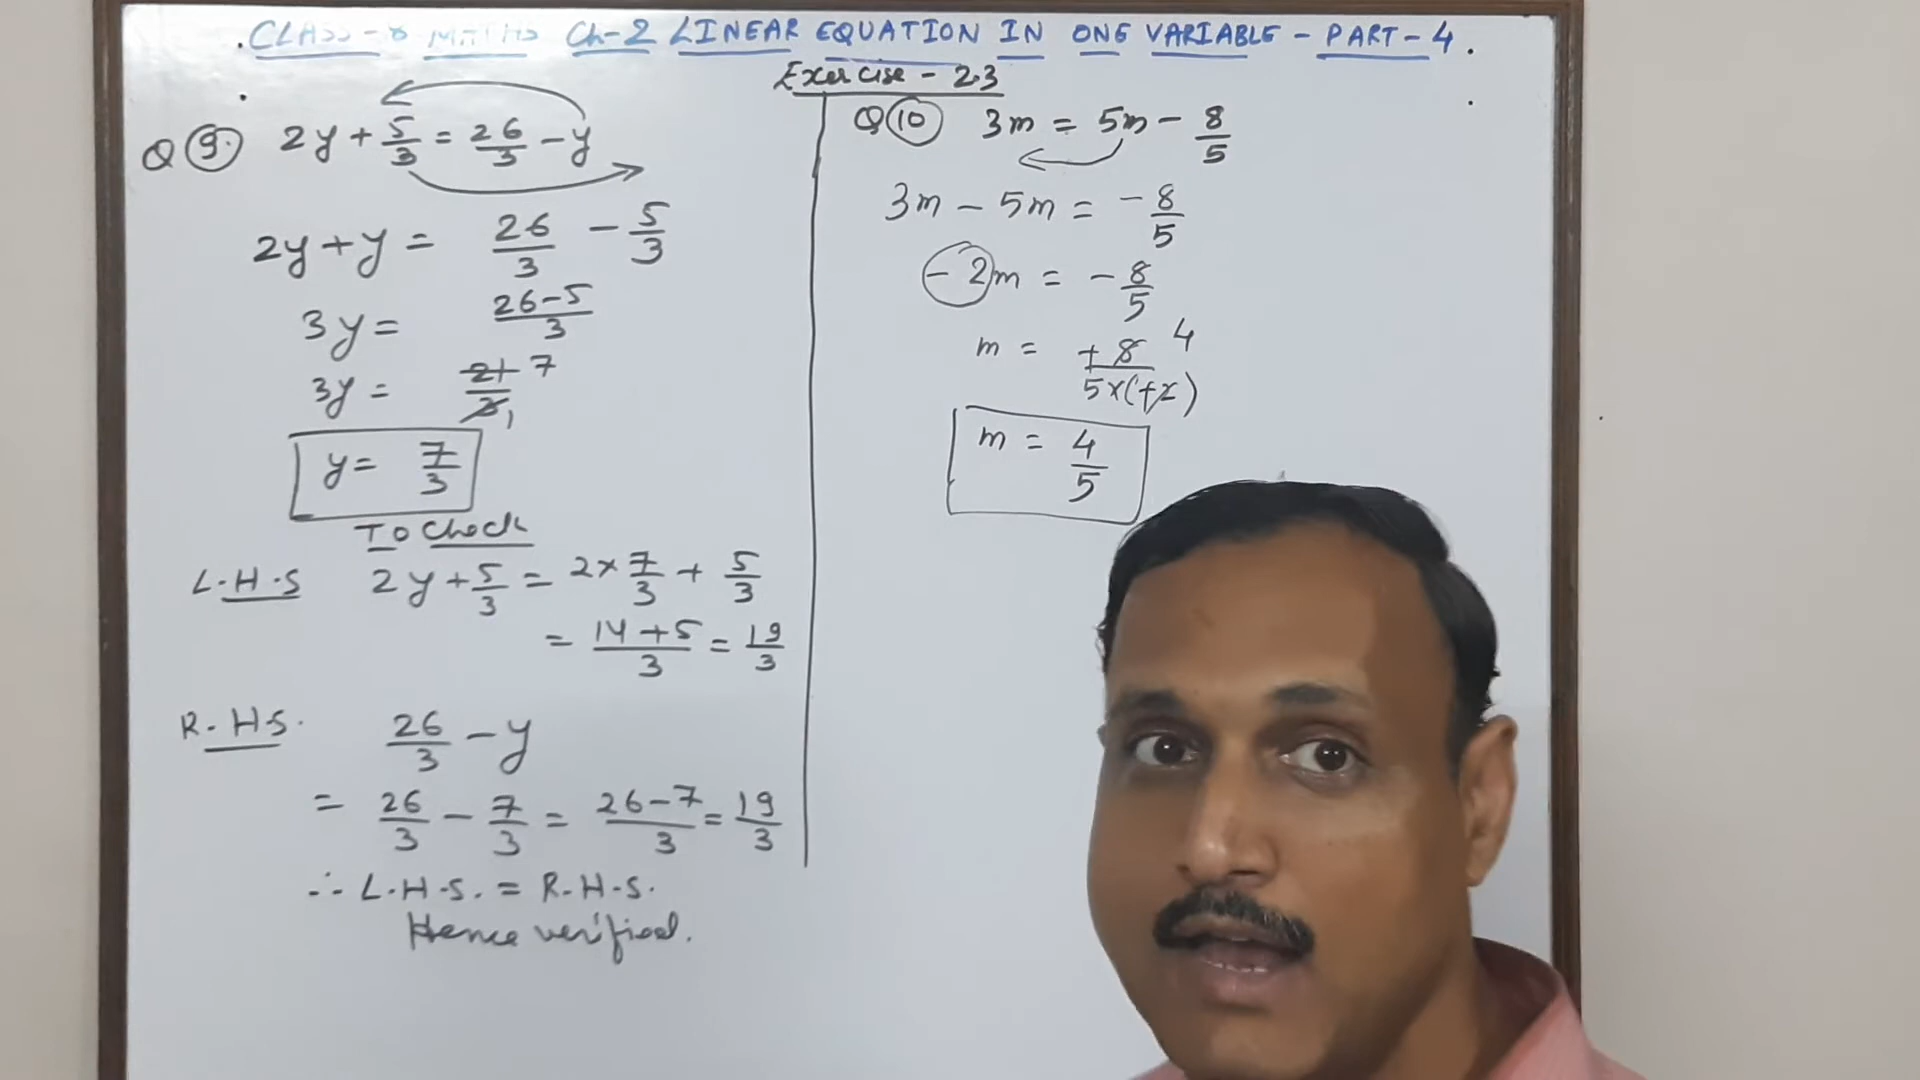 CLASS-8 MATHS Ch-2 LINEAR EQUATION IN ONE VARIABLE - PART-4.
Exercise - 2.3
Q 9. 2y + 5/3 = 26/3 - y
2y + y = 26/3 - 5/3
3y = 26-5/3
3y = 21/3 7 1
y = 7/3
To Check
L.H.S 2y + 5/3 = 2 × 7/3 + 5/3
= 14+5/3 = 19/3
R.H.S. 26/3 - y
= 26/3 - 7/3 = 26-7/3 = 19/3
∴ L.H.S. = R.H.S.
Hence verified.
Q 10 3m = 5m - 8/5
3m - 5m = - 8/5
-2m = - 8/5
m = +8/5×(+2) 4
m = 4/5